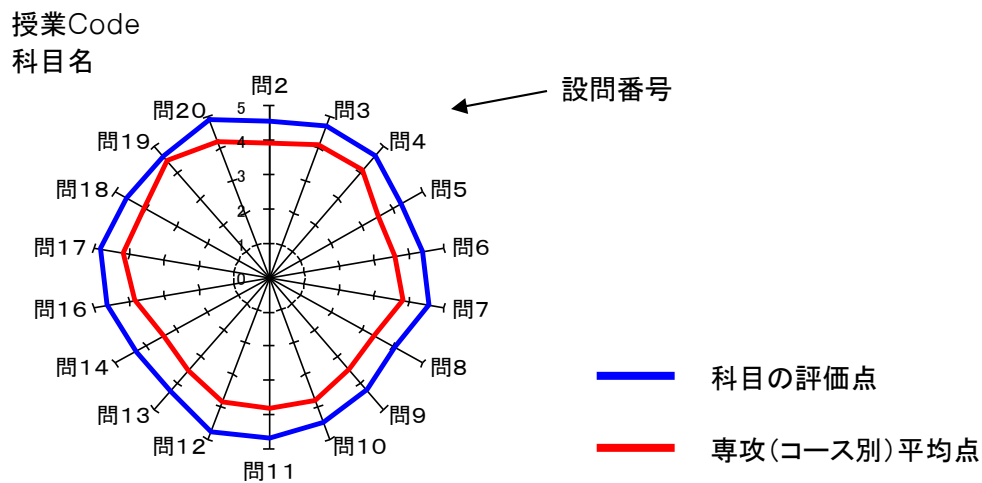 授業Code
科目名
設問番号
問2
問3
問4
問5
問6
問7
問8
問9
問10
問11
問12
問13
問14
問16
問17
問18
問19
問20
5
4
3
2
1
0
科目の評価点
専攻(コース別)平均点